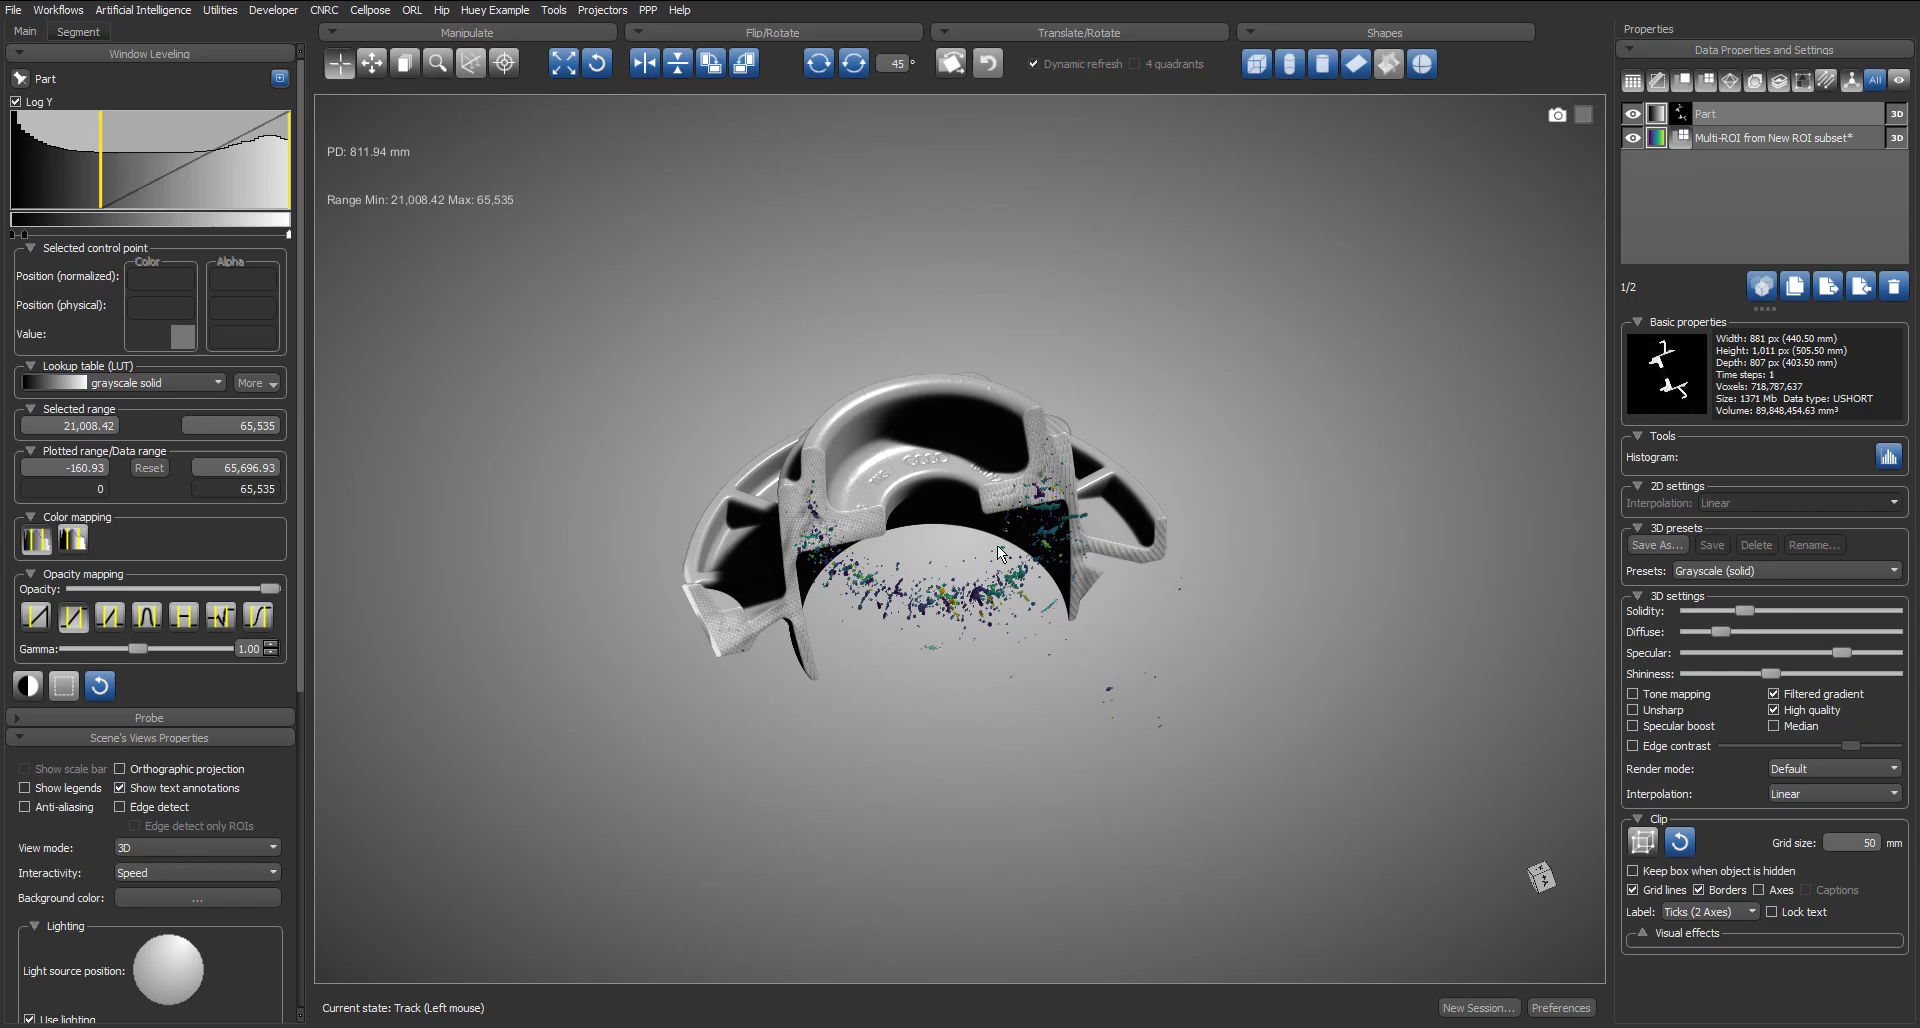 File Workflows Artificial Intelligence Utilities Developer CNRC Cellpose ORL Hip Huey Example Tools Projectors PPP Help
Main Segment
Window Leveling
Part
Log Y
Selected control point
Color Alpha
Position (normalized):
Position (physical):
Value:
Lookup table (LUT)
grayscale solid More
Selected range
21,008.42 65,535
Plotted range/Data range
-160.93 Reset 65,696.93
0 65,535
Color mapping
Opacity mapping
Opacity:
Gamma: 1.00
Probe
Scene's Views Properties
Show scale bar Orthographic projection
Show legends Show text annotations
Anti-aliasing Edge detect
Edge detect only ROIs
View mode: 3D
Interactivity: Speed
Background color: ...
Lighting
Light source position:
Use lighting
Manipulate Flip/Rotate Translate/Rotate Shapes
45 °
Dynamic refresh 4 quadrants
PD: 811.94 mm
Range Min: 21,008.42 Max: 65,535
Current state: Track (Left mouse)
New Session... Preferences
Properties
Data Properties and Settings
All
Part 3D
Multi-ROI from New ROI subset* 3D
1/2
Basic properties
Width: 881 px (440.50 mm)
Height: 1,011 px (505.50 mm)
Depth: 807 px (403.50 mm)
Time steps: 1
Voxels: 718,787,637
Size: 1371 Mb Data type: USHORT
Volume: 89,848,454.63 mm³
Tools
Histogram:
2D settings
Interpolation: Linear
3D presets
Save As... Save Delete Rename...
Presets: Grayscale (solid)
3D settings
Solidity:
Diffuse:
Specular:
Shininess:
Tone mapping Filtered gradient
Unsharp High quality
Specular boost Median
Edge contrast
Render mode: Default
Interpolation: Linear
Clip
Grid size: 50 mm
Keep box when object is hidden
Grid lines Borders Axes Captions
Label: Ticks (2 Axes) Lock text
Visual effects